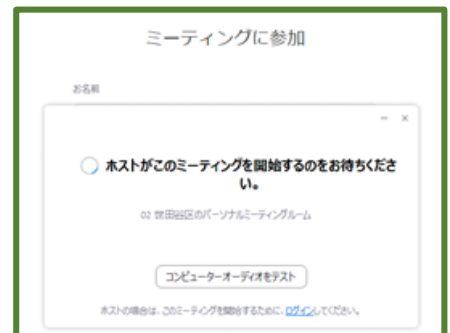 ミーティングに参加
お名前
ホストがこのミーティングを開始するのをお待ちくださ
い。
02 世田谷区のパーソナルミーティングルーム
コンピューターオーディオをテスト
ホストの場合は、このミーティングを開始するために、ログインしてください。